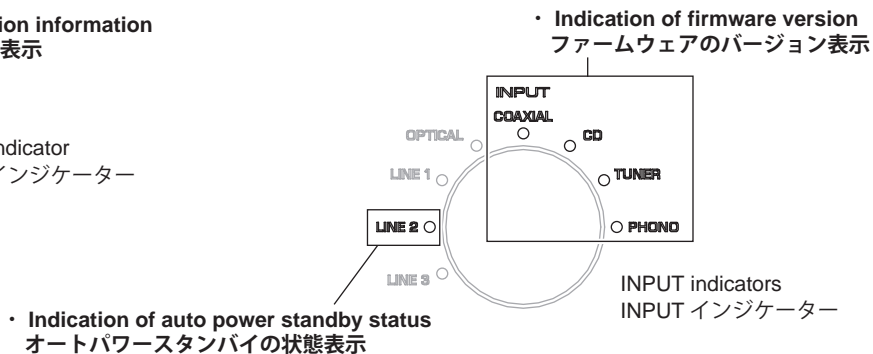 ion information
表示
・ Indication of firmware version
ファームウェアのバージョン表示
INPUT
COAXIAL
OPTICAL
CD
ndicator
インジケーター
LINE 1
TUNER
LINE 2
PHONO
LINE 3
INPUT indicators
INPUT インジケーター
・ Indication of auto power standby status
オートパワースタンバイの状態表示